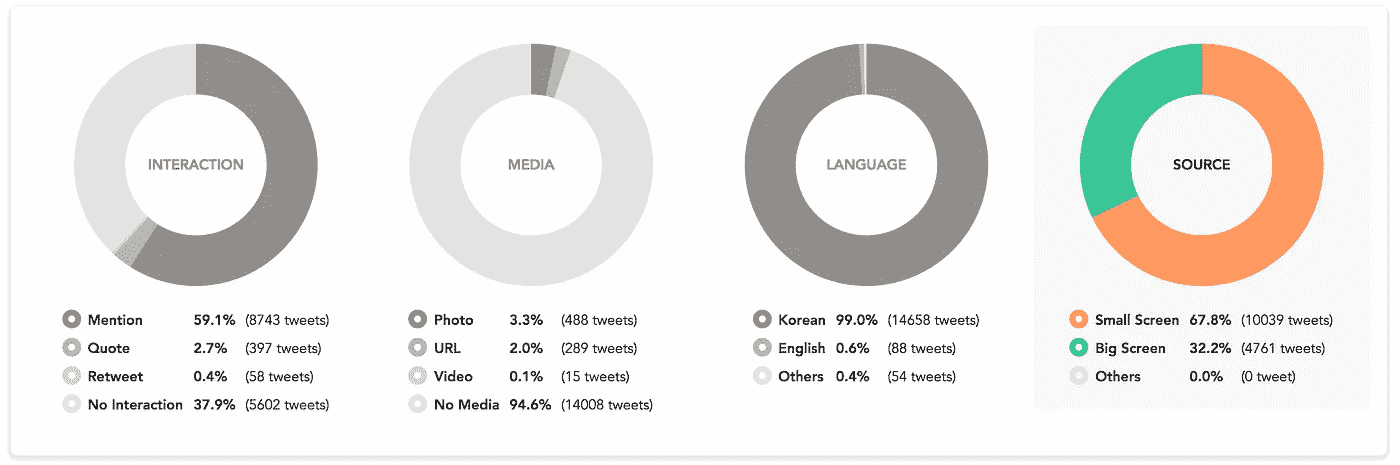 INTERACTION
Mention 59.1% (8743 tweets)
Quote 2.7% (397 tweets)
Retweet 0.4% (58 tweets)
No Interaction 37.9% (5602 tweets)
MEDIA
Photo 3.3% (488 tweets)
URL 2.0% (289 tweets)
Video 0.1% (15 tweets)
No Media 94.6% (14008 tweets)
LANGUAGE
Korean 99.0% (14658 tweets)
English 0.6% (88 tweets)
Others 0.4% (54 tweets)
SOURCE
Small Screen 67.8% (10039 tweets)
Big Screen 32.2% (4761 tweets)
Others 0.0% (0 tweet)